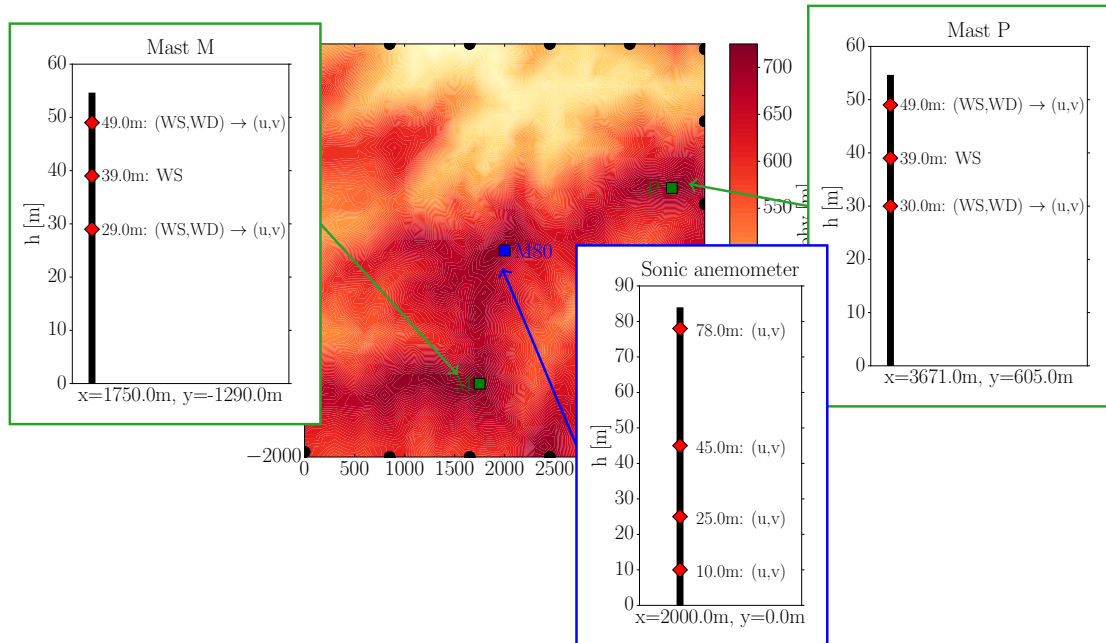 Mast M
60
50
40
30
20
10
0
h [m]
49.0m: (WS,WD) → (u,v)
39.0m: WS
29.0m: (WS,WD) → (u,v)
x=1750.0m, y=-1290.0m
700
650
600
550
P
M80
M
−2000
0
500
1000
1500
2000
2500
Mast P
60
50
40
30
20
10
0
h [m]
49.0m: (WS,WD) → (u,v)
39.0m: WS
30.0m: (WS,WD) → (u,v)
x=3671.0m, y=605.0m
Sonic anemometer
90
80
70
60
50
40
30
20
10
0
h [m]
78.0m: (u,v)
45.0m: (u,v)
25.0m: (u,v)
10.0m: (u,v)
x=2000.0m, y=0.0m